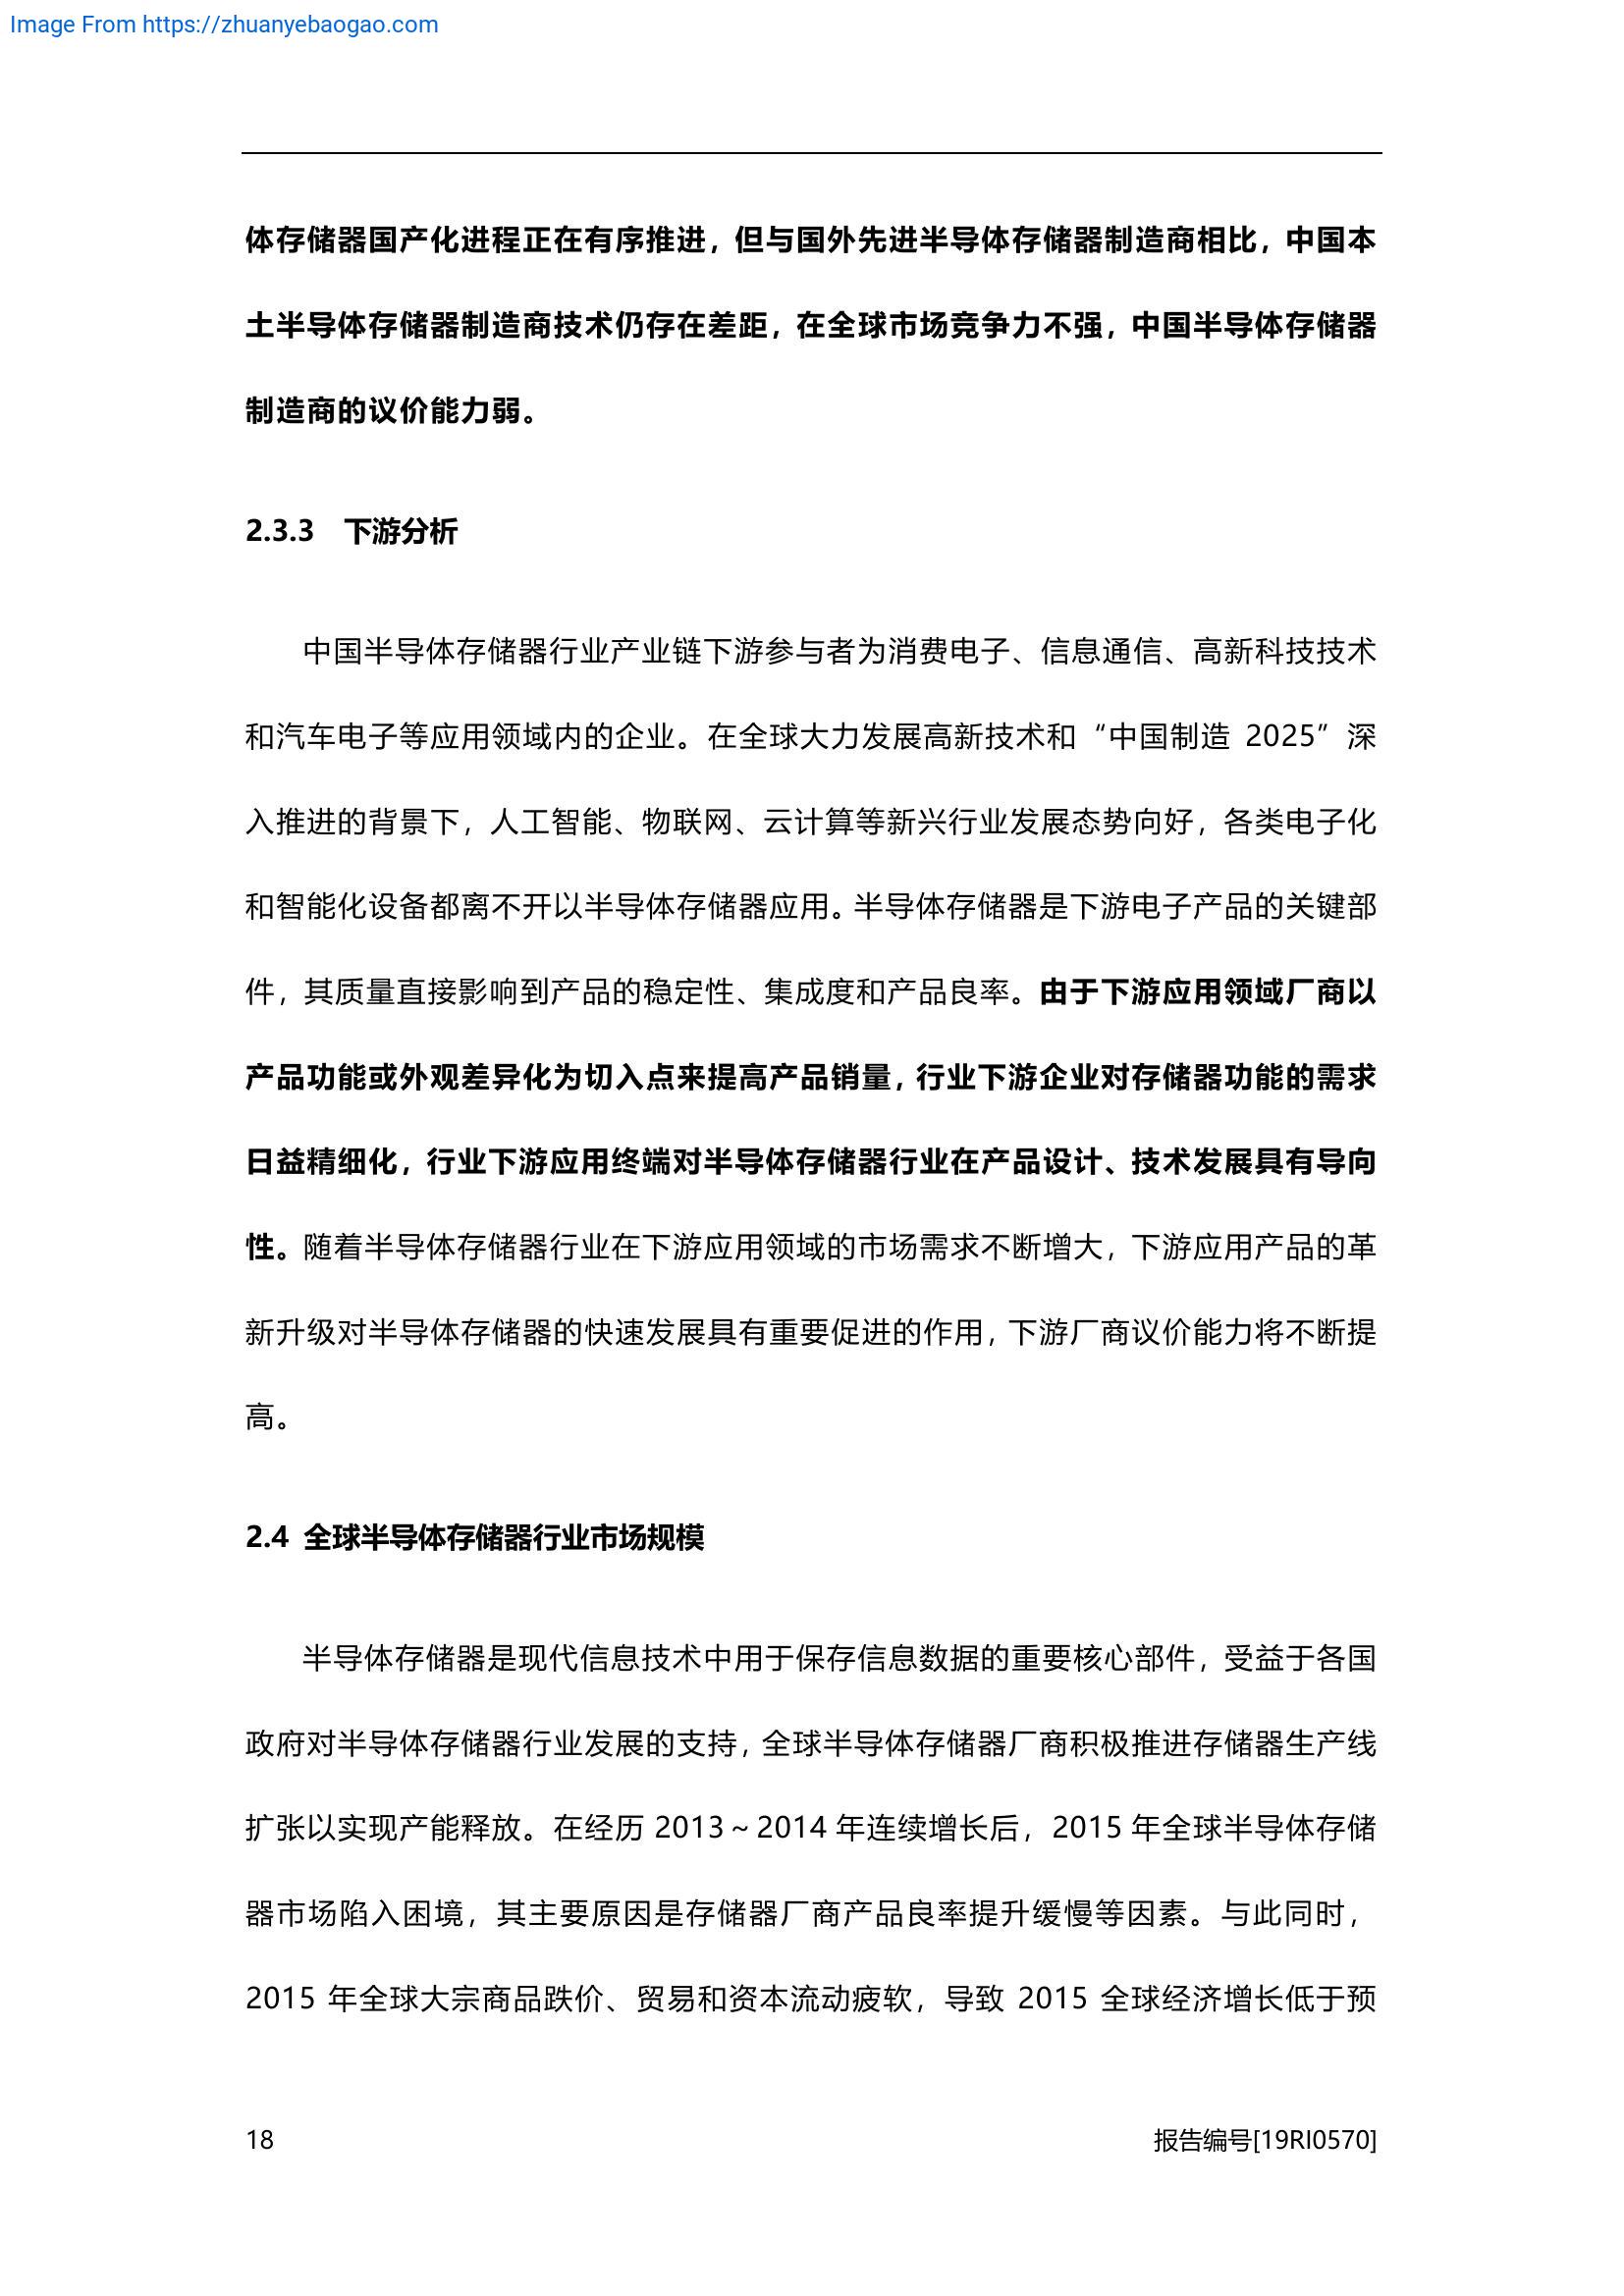 Image From https://zhuanyebaogao.com
体存储器国产化进程正在有序推进，但与国外先进半导体存储器制造商相比，中国本
土半导体存储器制造商技术仍存在差距，在全球市场竞争力不强，中国半导体存储器
制造商的议价能力弱。
2.3.3 下游分析
中国半导体存储器行业产业链下游参与者为消费电子、信息通信、高新科技技术
和汽车电子等应用领域内的企业。在全球大力发展高新技术和“中国制造 2025”深
入推进的背景下，人工智能、物联网、云计算等新兴行业发展态势向好，各类电子化
和智能化设备都离不开以半导体存储器应用。半导体存储器是下游电子产品的关键部
件，其质量直接影响到产品的稳定性、集成度和产品良率。由于下游应用领域厂商以
产品功能或外观差异化为切入点来提高产品销量，行业下游企业对存储器功能的需求
日益精细化，行业下游应用终端对半导体存储器行业在产品设计、技术发展具有导向
性。随着半导体存储器行业在下游应用领域的市场需求不断增大，下游应用产品的革
新升级对半导体存储器的快速发展具有重要促进的作用，下游厂商议价能力将不断提
高。
2.4 全球半导体存储器行业市场规模
半导体存储器是现代信息技术中用于保存信息数据的重要核心部件，受益于各国
政府对半导体存储器行业发展的支持，全球半导体存储器厂商积极推进存储器生产线
扩张以实现产能释放。在经历 2013～2014 年连续增长后，2015 年全球半导体存储
器市场陷入困境，其主要原因是存储器厂商产品良率提升缓慢等因素。与此同时，
2015 年全球大宗商品跌价、贸易和资本流动疲软，导致 2015 全球经济增长低于预
18 报告编号[19RI0570]